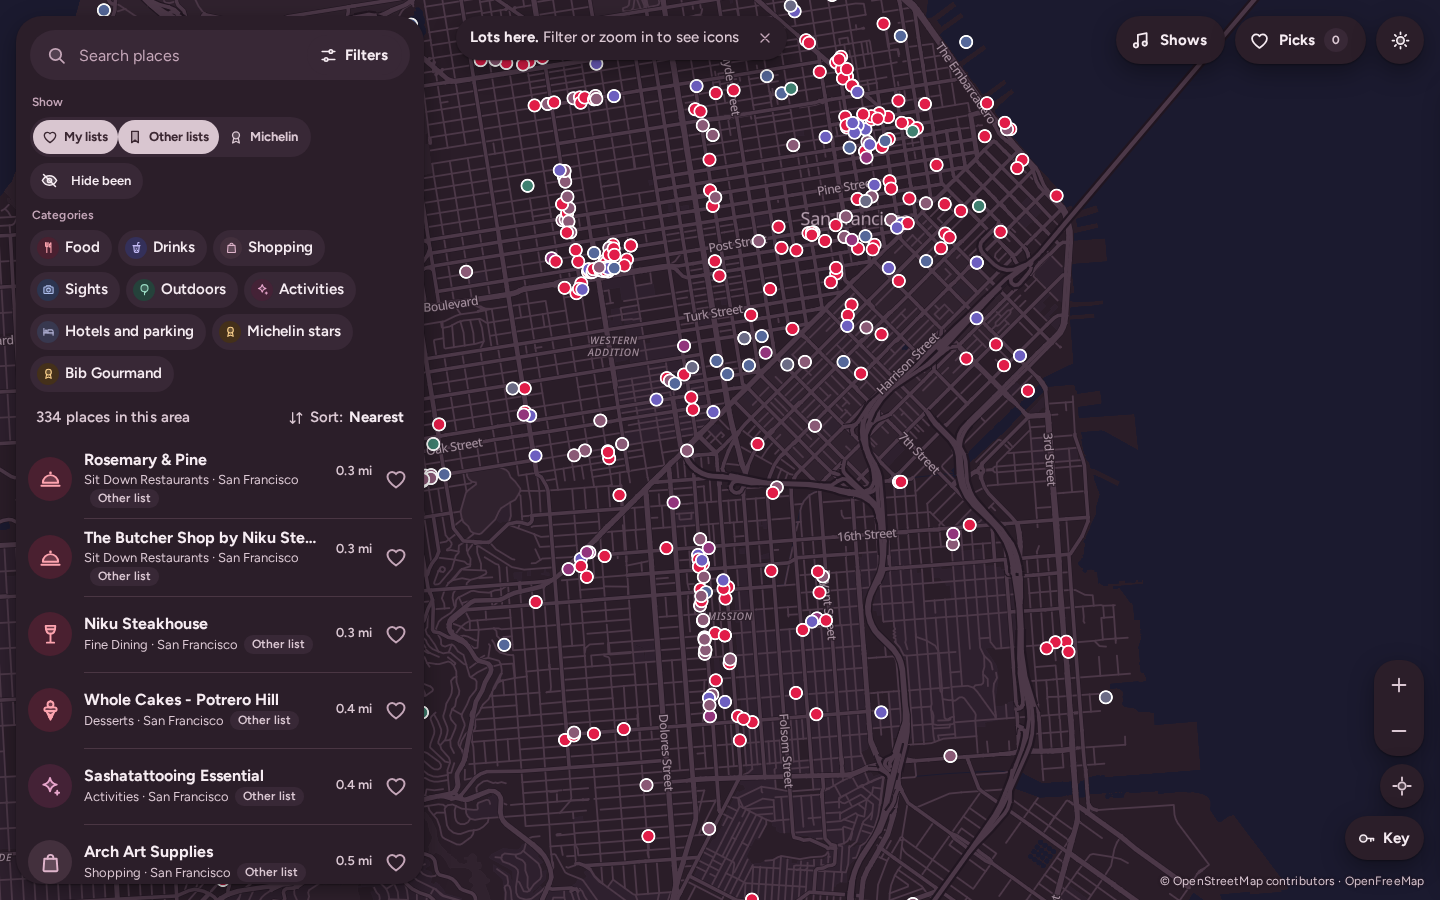 Search places
Filters
Lots here. Filter or zoom in to see icons
Shows
Picks 0
Show
My lists
Other lists
Michelin
Hide been
Categories
Food
Drinks
Shopping
Sights
Outdoors
Activities
Hotels and parking
Michelin stars
Bib Gourmand
334 places in this area
Sort: Nearest
Rosemary & Pine
Sit Down Restaurants · San Francisco
Other list
0.3 mi
The Butcher Shop by Niku Ste...
Sit Down Restaurants · San Francisco
Other list
0.3 mi
Niku Steakhouse
Fine Dining · San Francisco Other list
0.3 mi
Whole Cakes - Potrero Hill
Desserts · San Francisco Other list
0.4 mi
Sashatattooing Essential
Activities · San Francisco Other list
0.4 mi
Arch Art Supplies
Shopping · San Francisco Other list
0.5 mi
The Embarcadero
Pine Street
Post Str
Boulevard
Turk Street
WESTERN
ADDITION
Harrison Street
Oak Street
7th Street
3rd Street
16th Street
MISSION
Dolores Street
Folsom Street
Key
© OpenStreetMap contributors · OpenFreeMap